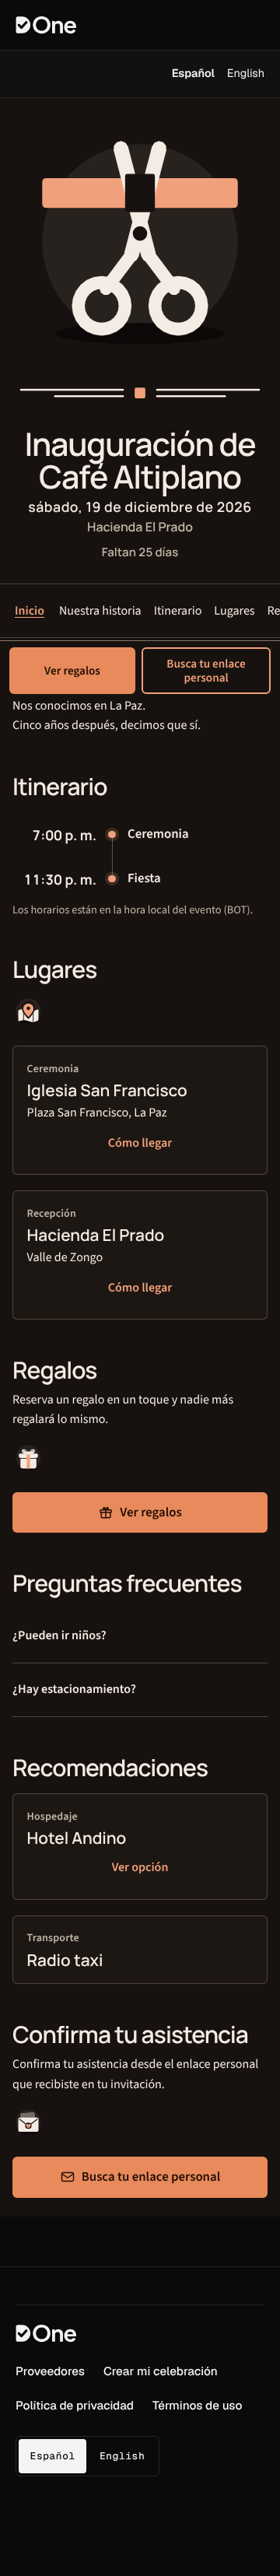 One
Español English
Inauguración de
Café Altiplano
sábado, 19 de diciembre de 2026
Hacienda El Prado
Faltan 25 días
Inicio Nuestra historia Itinerario Lugares Re
Ver regalos
Busca tu enlace
personal
Nos conocimos en La Paz.
Cinco años después, decimos que sí.
Itinerario
7:00 p. m. Ceremonia
11:30 p. m. Fiesta
Los horarios están en la hora local del evento (BOT).
Lugares
Ceremonia
Iglesia San Francisco
Plaza San Francisco, La Paz
Cómo llegar
Recepción
Hacienda El Prado
Valle de Zongo
Cómo llegar
Regalos
Reserva un regalo en un toque y nadie más
regalará lo mismo.
Ver regalos
Preguntas frecuentes
¿Pueden ir niños?
¿Hay estacionamiento?
Recomendaciones
Hospedaje
Hotel Andino
Ver opción
Transporte
Radio taxi
Confirma tu asistencia
Confirma tu asistencia desde el enlace personal
que recibiste en tu invitación.
Busca tu enlace personal
One
Proveedores Crear mi celebración
Política de privacidad Términos de uso
Español English